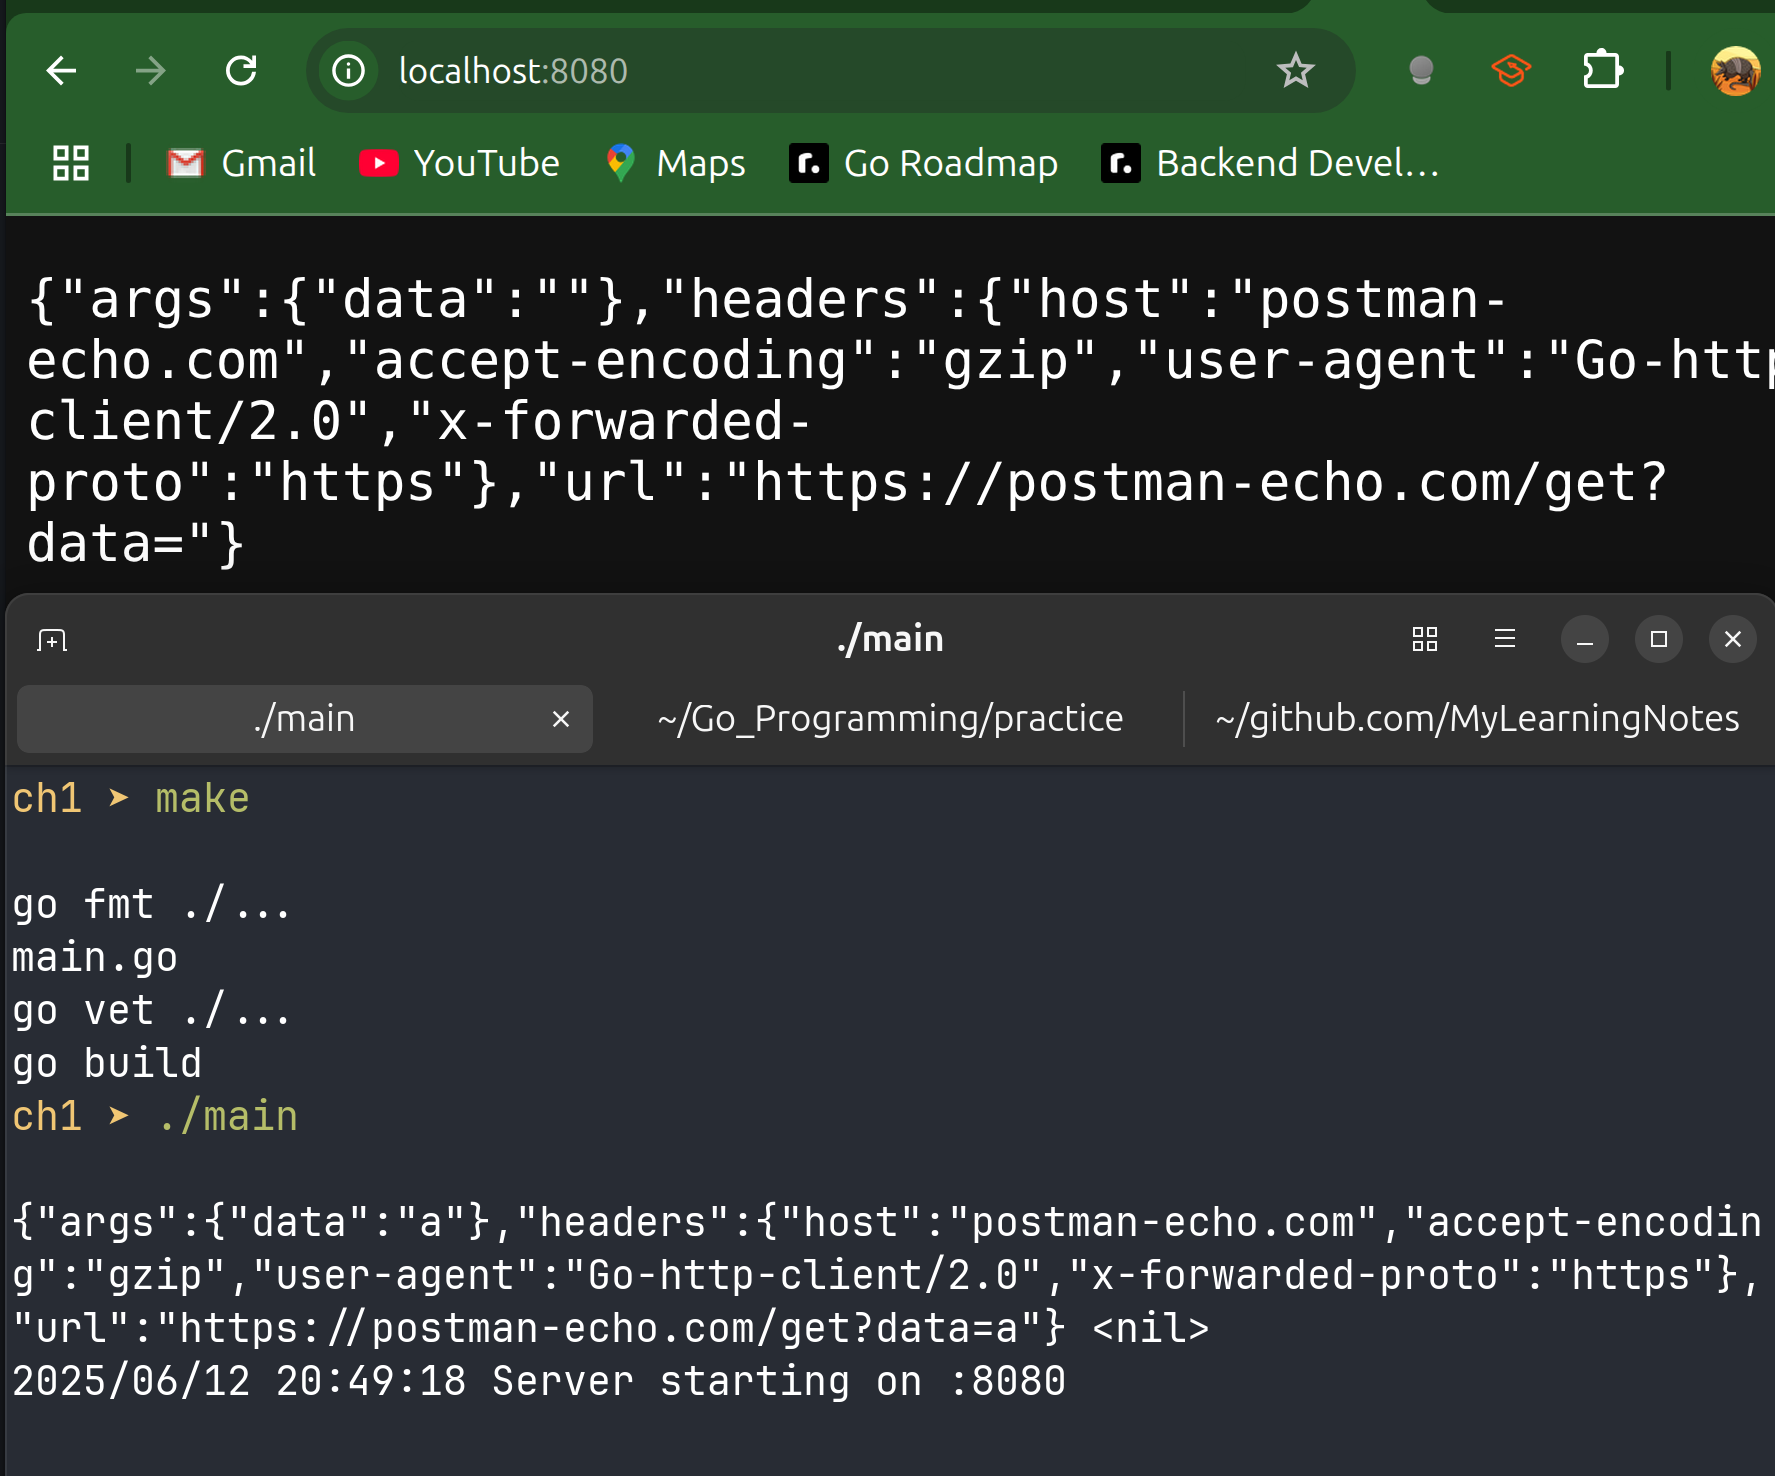 localhost:8080
Gmail YouTube Maps Go Roadmap Backend Devel...
{"args":{"data":""},"headers":{"host":"postman-
echo.com","accept-encoding":"gzip","user-agent":"Go-http
client/2.0","x-forwarded-
proto":"https"},"url":"https://postman-echo.com/get?
data="}
./main
./main ~/Go_Programming/practice ~/github.com/MyLearningNotes
ch1 ➤ make
go fmt ./...
main.go
go vet ./...
go build
ch1 ➤ ./main
{"args":{"data":"a"},"headers":{"host":"postman-echo.com","accept-encodin
g":"gzip","user-agent":"Go-http-client/2.0","x-forwarded-proto":"https"},
"url":"https://postman-echo.com/get?data=a"} <nil>
2025/06/12 20:49:18 Server starting on :8080